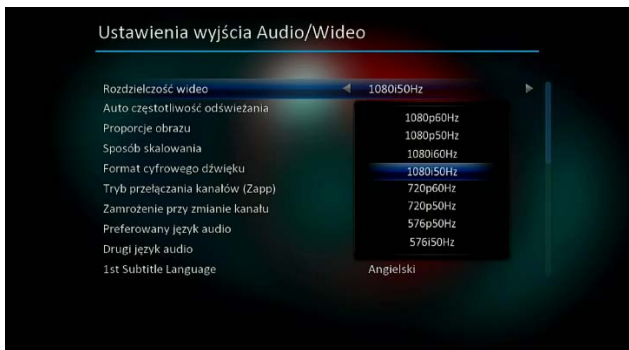 Ustawienia wyjścia Audio/Wideo
Rozdzielczość wideo 1080i50Hz
Auto częstotliwość odświeżania
1080p60Hz
Proporcje obrazu
1080p50Hz
Sposób skalowania
1080i60Hz
Format cyfrowego dźwięku
1080i50Hz
Tryb przełączania kanałów (Zapp)
720p60Hz
Zamrożenie przy zmianie kanału
720p50Hz
Preferowany język audio
576p50Hz
Drugi język audio
576i50Hz
1st Subtitle Language Angielski